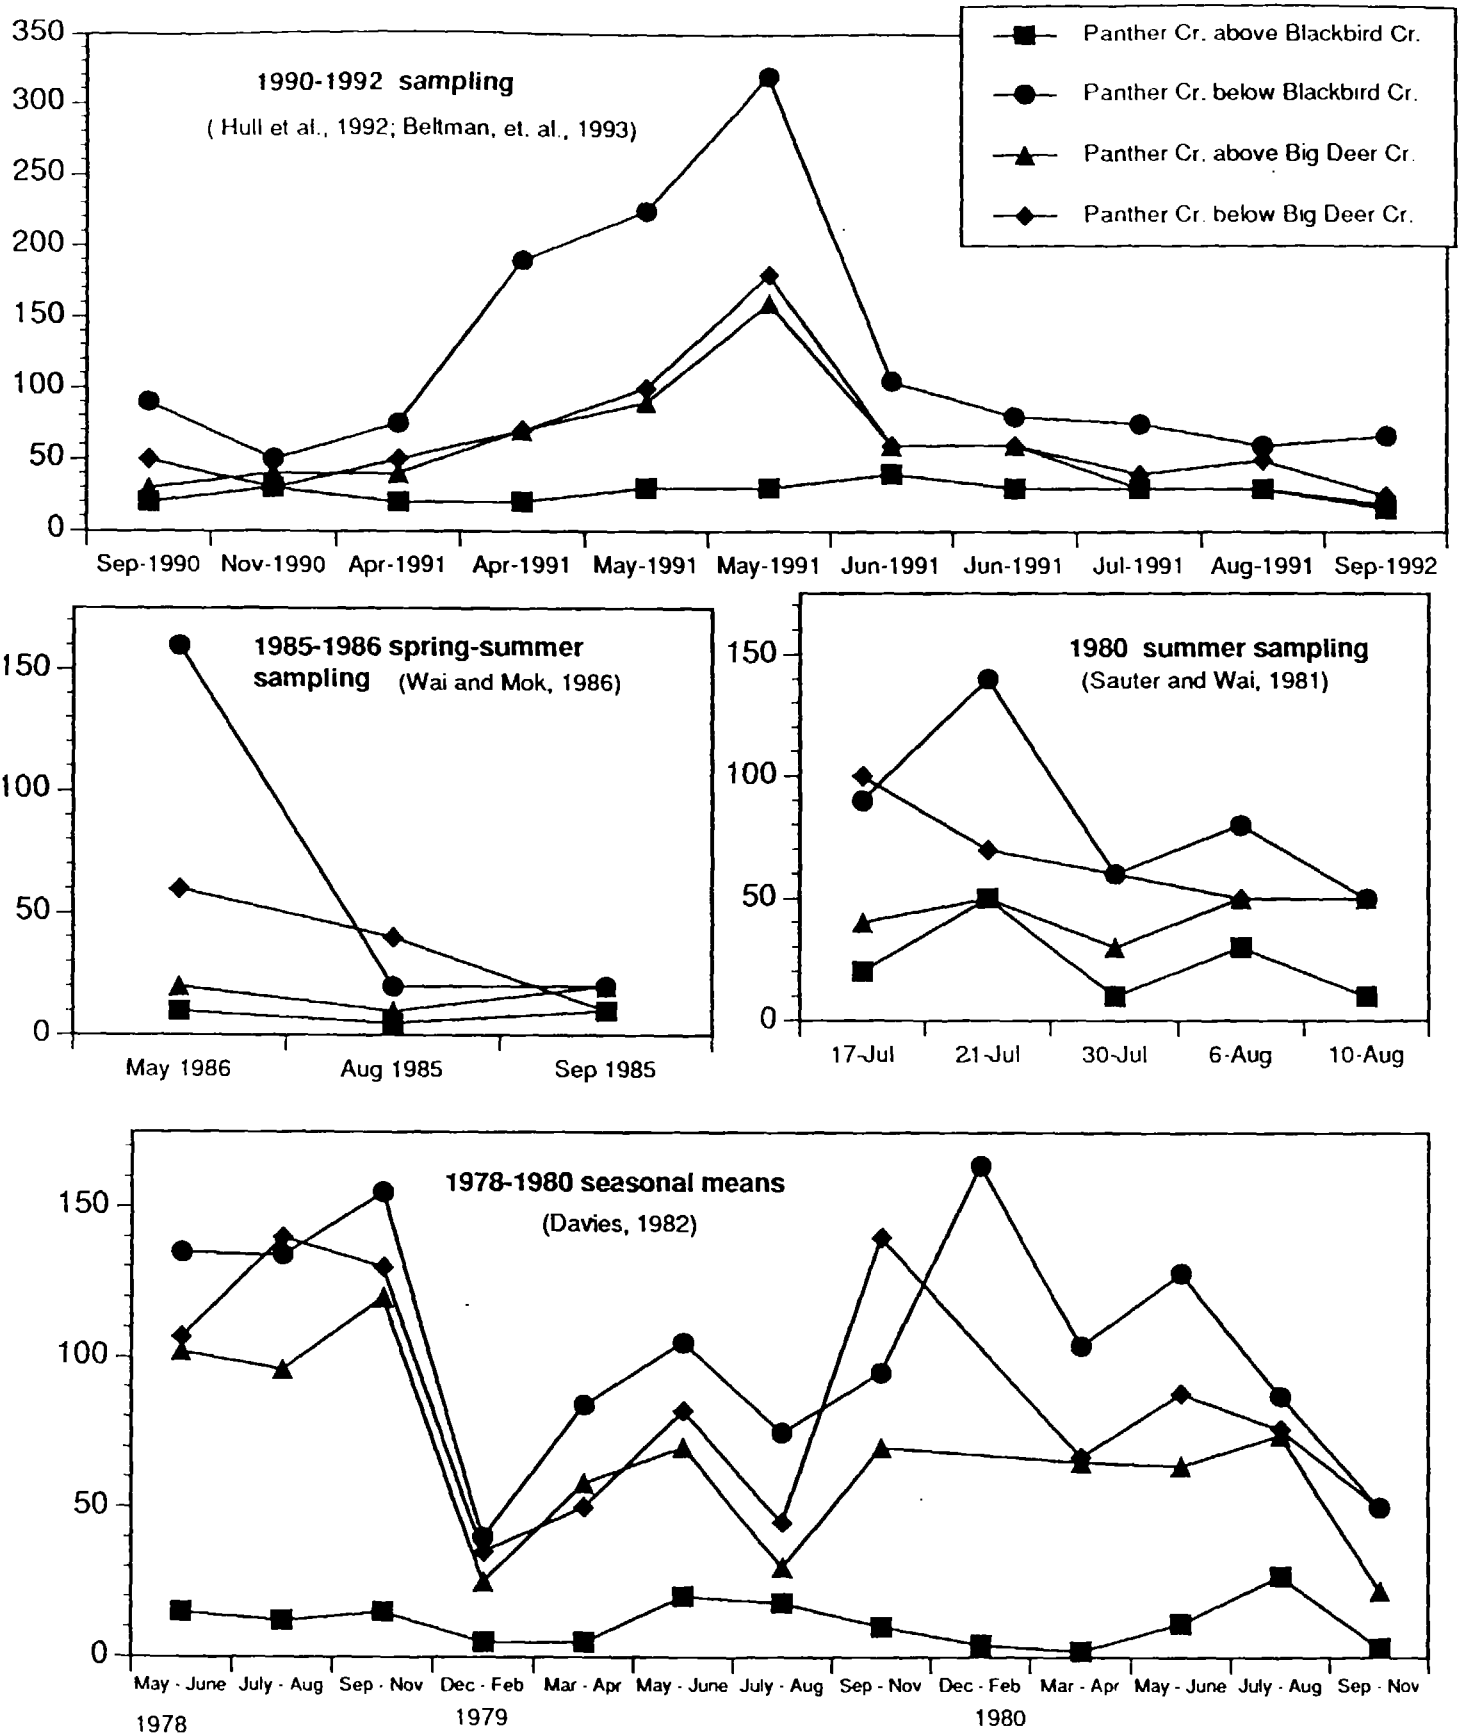 350
300
250
200
150
100
50
0
1990-1992 sampling
( Hull et al., 1992; Beltman, et. al., 1993)
Panther Cr. above Blackbird Cr.
Panther Cr. below Blackbird Cr.
Panther Cr. above Big Deer Cr.
Panther Cr. below Big Deer Cr.
Sep-1990 Nov-1990 Apr-1991 Apr-1991 May-1991 May-1991 Jun-1991 Jun-1991 Jul-1991 Aug-1991 Sep-1992
150
100
50
0
1985-1986 spring-summer
sampling (Wai and Mok, 1986)
May 1986 Aug 1985 Sep 1985
150
100
50
0
1980 summer sampling
(Sauter and Wai, 1981)
17-Jul 21-Jul 30-Jul 6-Aug 10-Aug
150
100
50
0
1978-1980 seasonal means
(Davies, 1982)
May - June July - Aug Sep - Nov Dec - Feb Mar - Apr May - June July - Aug Sep - Nov Dec - Feb Mar - Apr May - June July - Aug Sep - Nov
1978 1979 1980